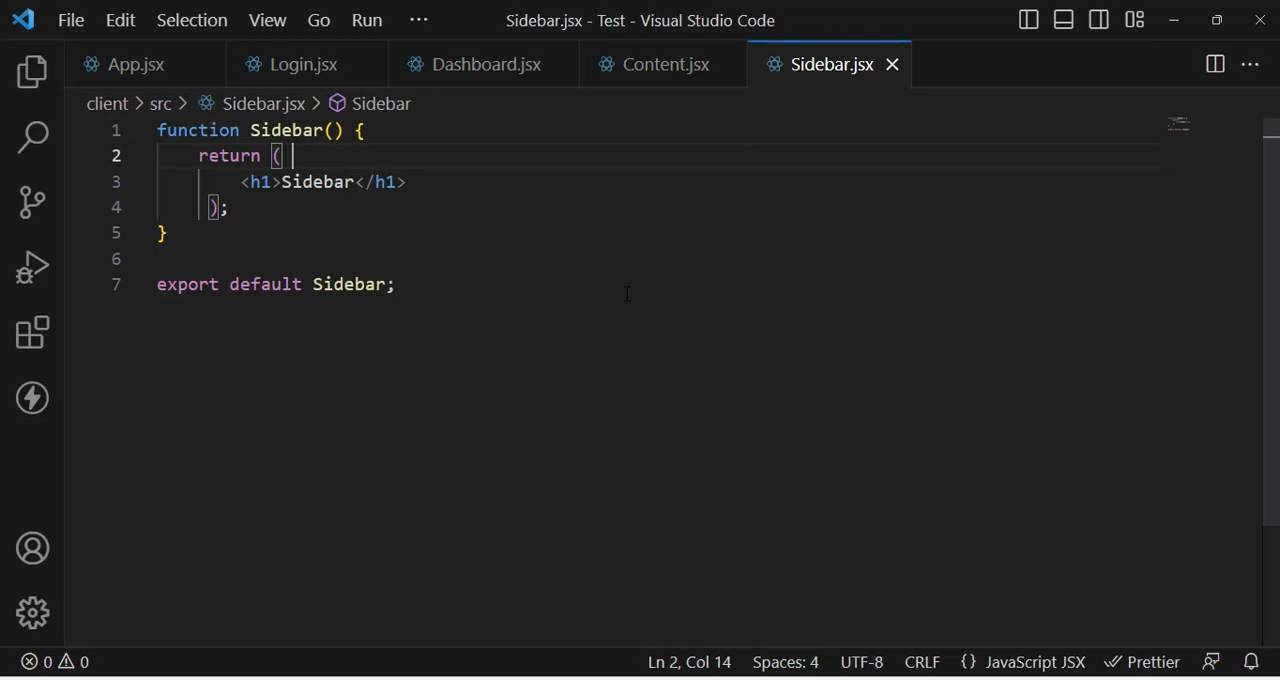 File Edit Selection View Go Run ··· Sidebar.jsx - Test - Visual Studio Code
App.jsx Login.jsx Dashboard.jsx Content.jsx Sidebar.jsx
client > src > Sidebar.jsx > Sidebar
1 function Sidebar() {
2 return (
3 <h1>Sidebar</h1>
4 );
5 }
6
7 export default Sidebar;
0 0 Ln 2, Col 14 Spaces: 4 UTF-8 CRLF {} JavaScript JSX Prettier